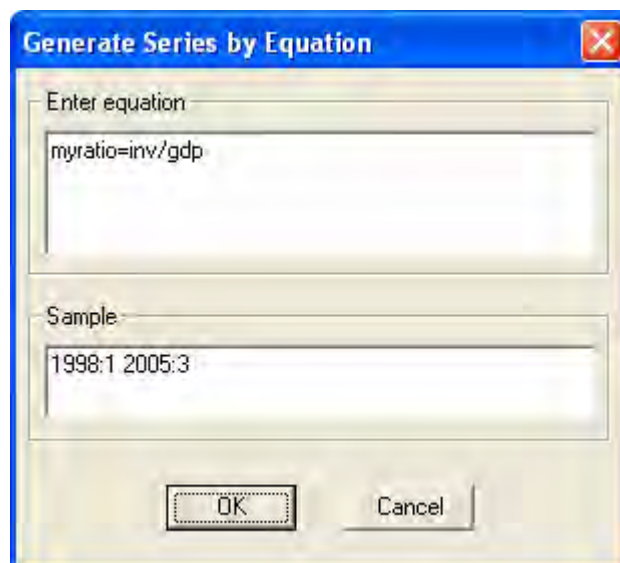 Generate Series by Equation
Enter equation
myratio=inv/gdp
Sample
1998:1 2005:3
OK
Cancel